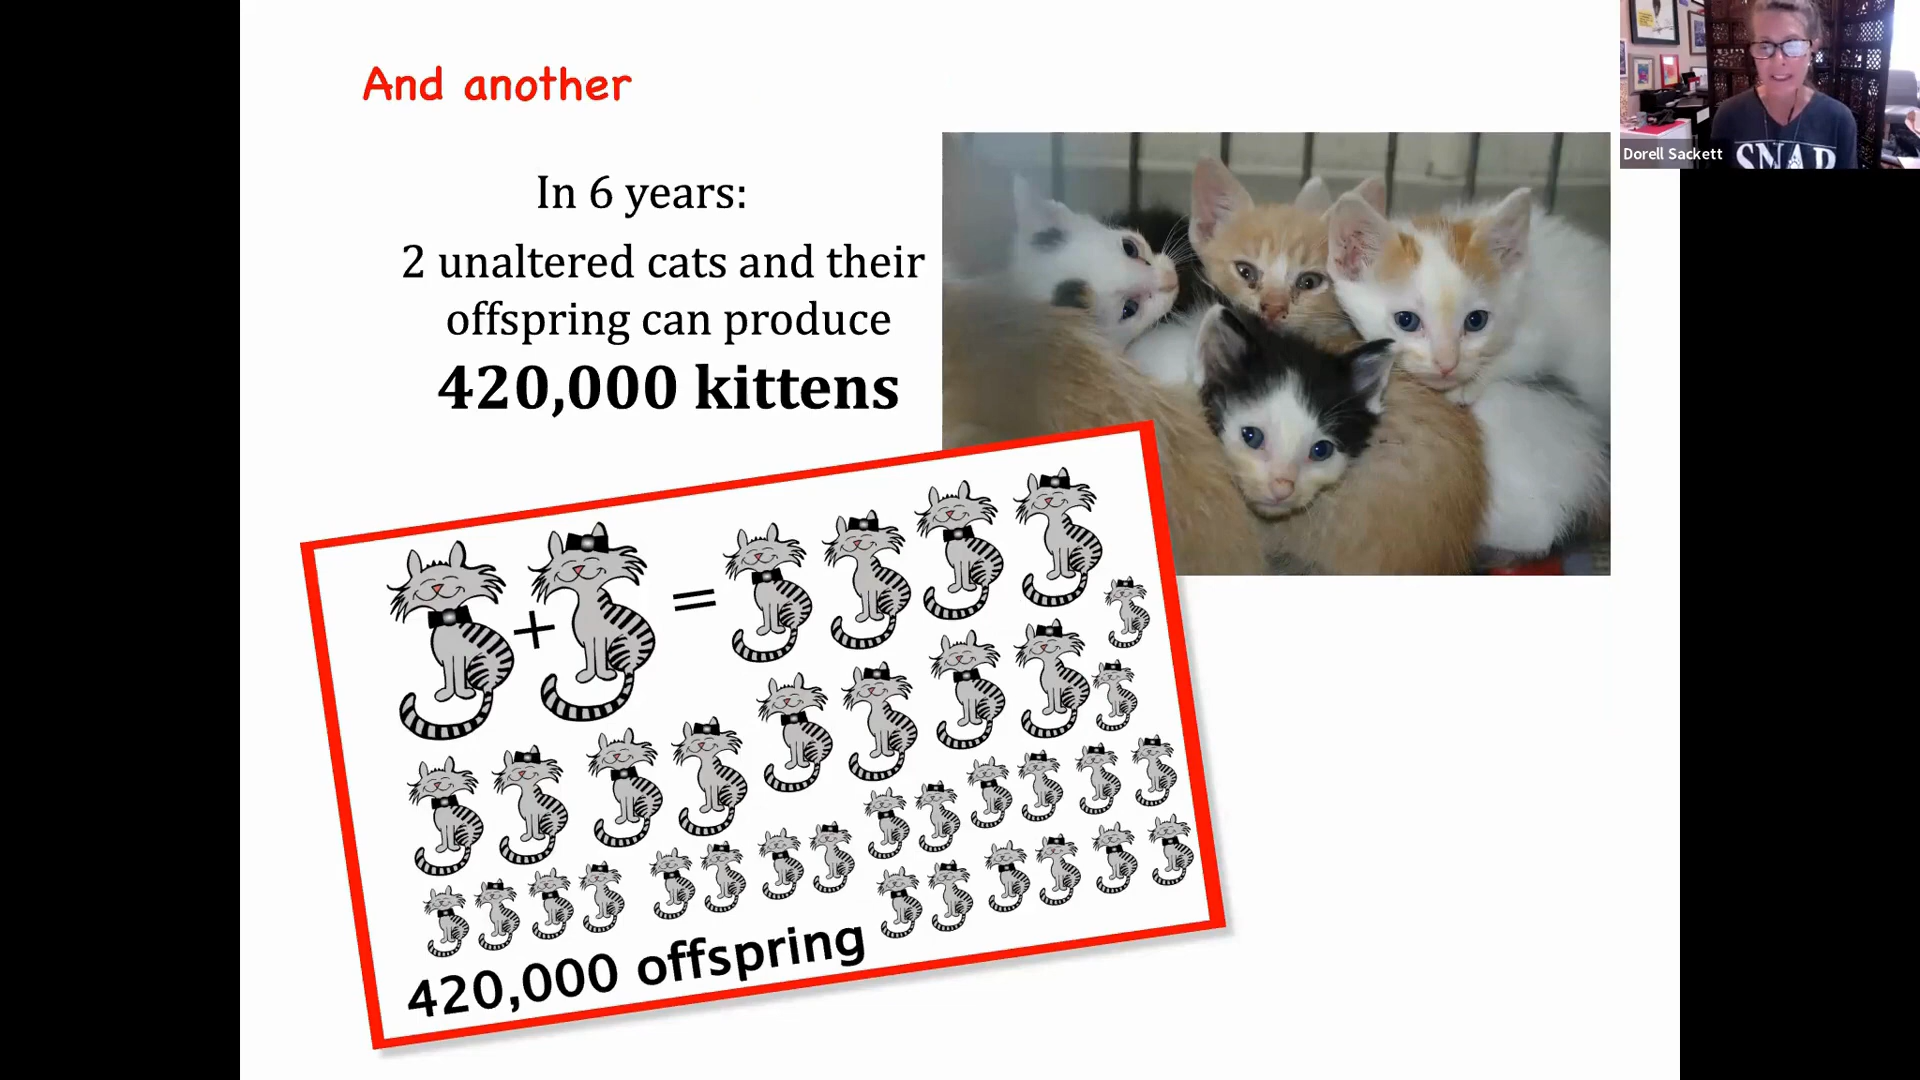 And another
In 6 years:
2 unaltered cats and their
offspring can produce
420,000 kittens
Dorell Sackett
SNAP
+
=
420,000 offspring